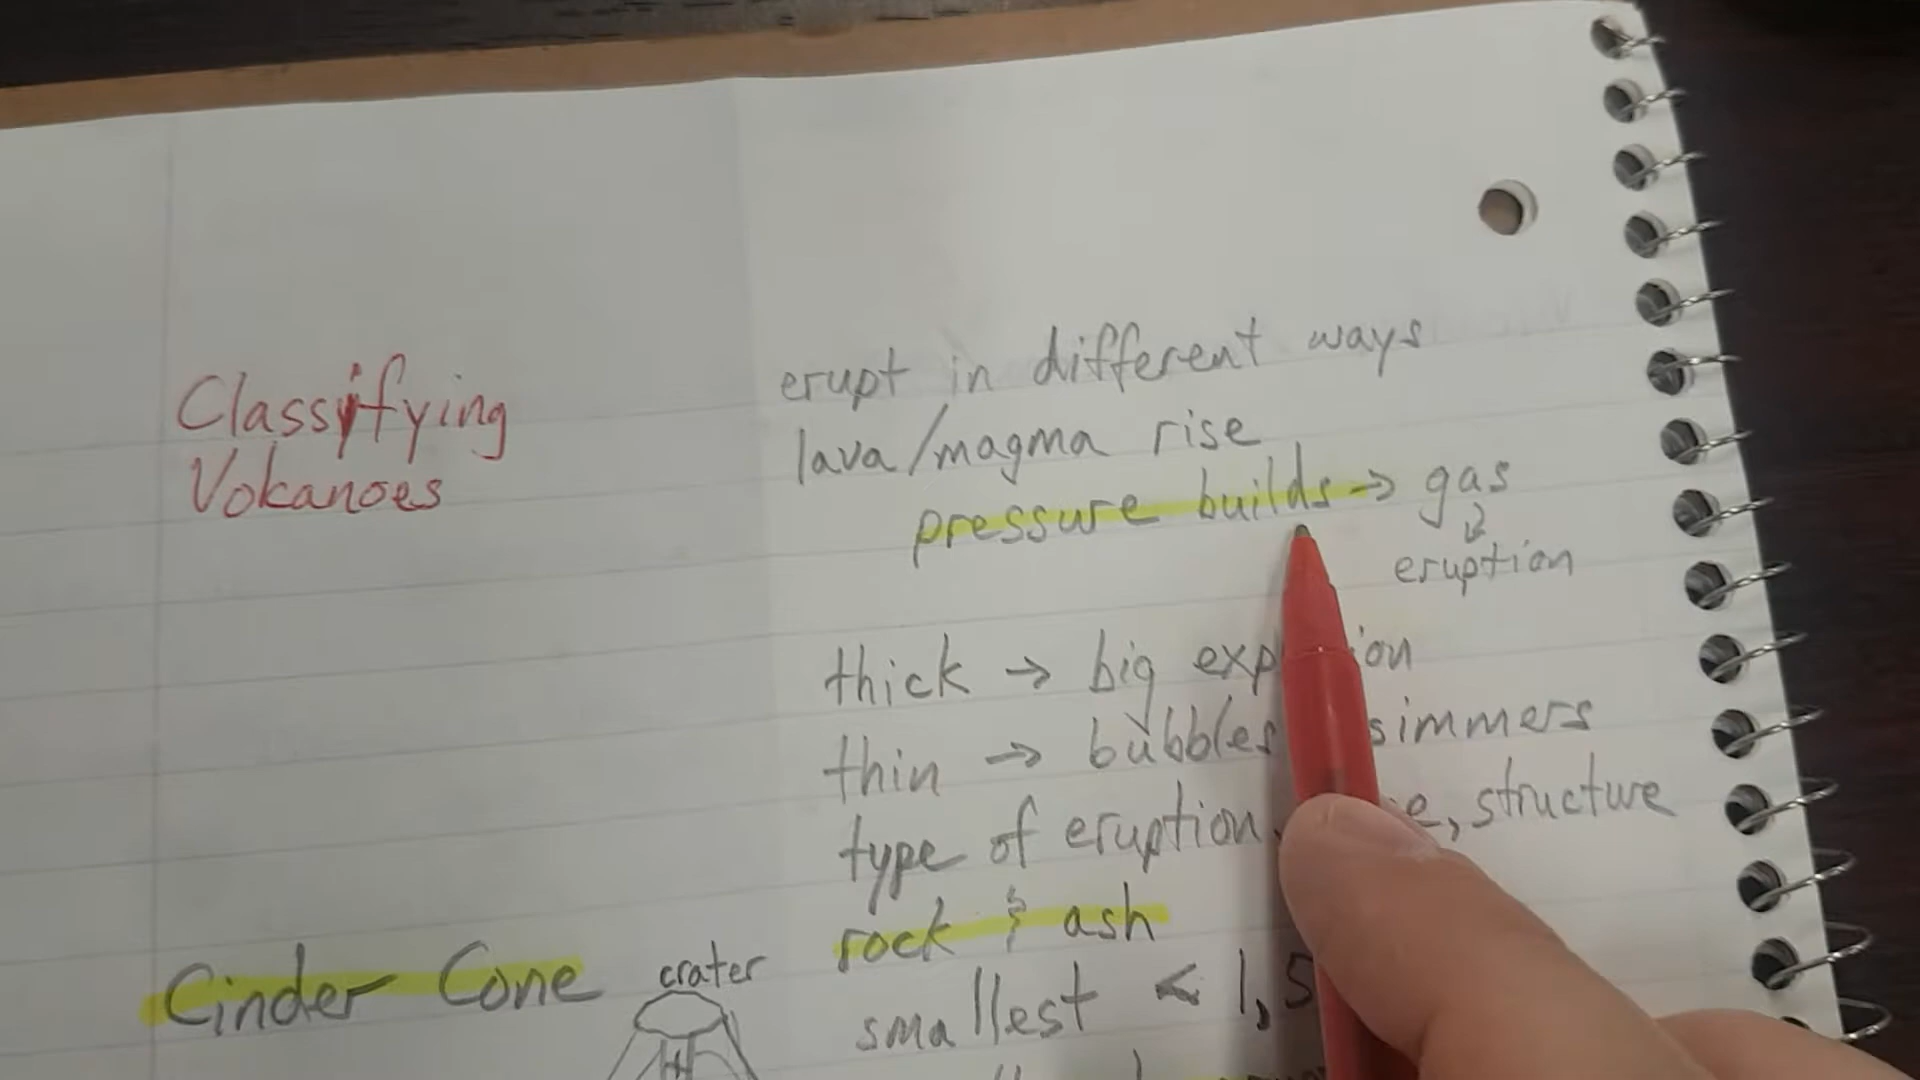 Classifying
Volcanoes
erupt in different ways
lava/magma rise
pressure builds → gas
↓
eruption
thick → big
thin → bubbles simmers
type of eruption, structure
rock & ash
Cinder Cone
crater
smallest <